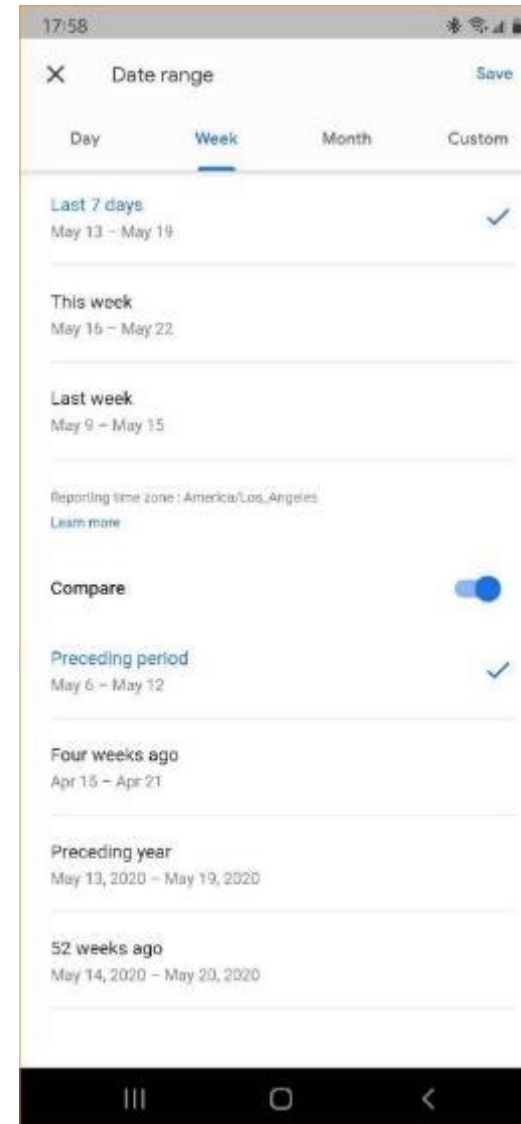 17:58
Date range
Save
Day Week Month Custom
Last 7 days
May 13 – May 19
This week
May 16 – May 22
Last week
May 9 – May 15
Reporting time zone : America/Los_Angeles
Learn more
Compare
Preceding period
May 6 – May 12
Four weeks ago
Apr 15 – Apr 21
Preceding year
May 13, 2020 – May 19, 2020
52 weeks ago
May 14, 2020 – May 20, 2020